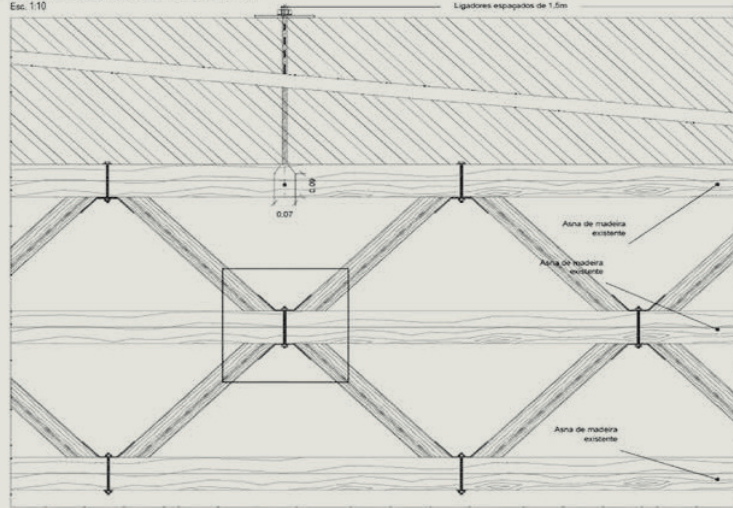 Esc. 1:10
Ligadores espaçados de 1,5m
0.09
0.07
Asna de madeira
existente
Asna de madeira
existente
Asna de madeira
existente